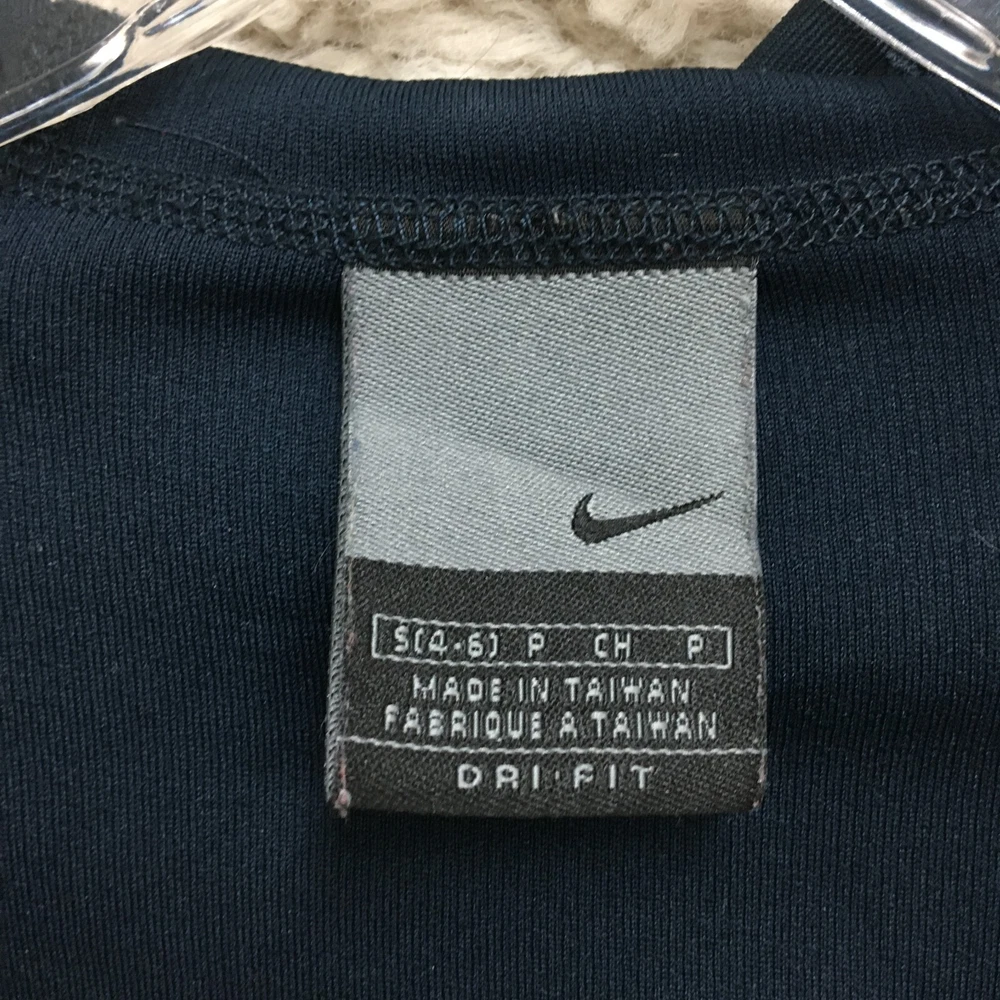 S(4-6) P CH P
MADE IN TAIWAN
FABRIQUE A TAIWAN
DRI·FIT